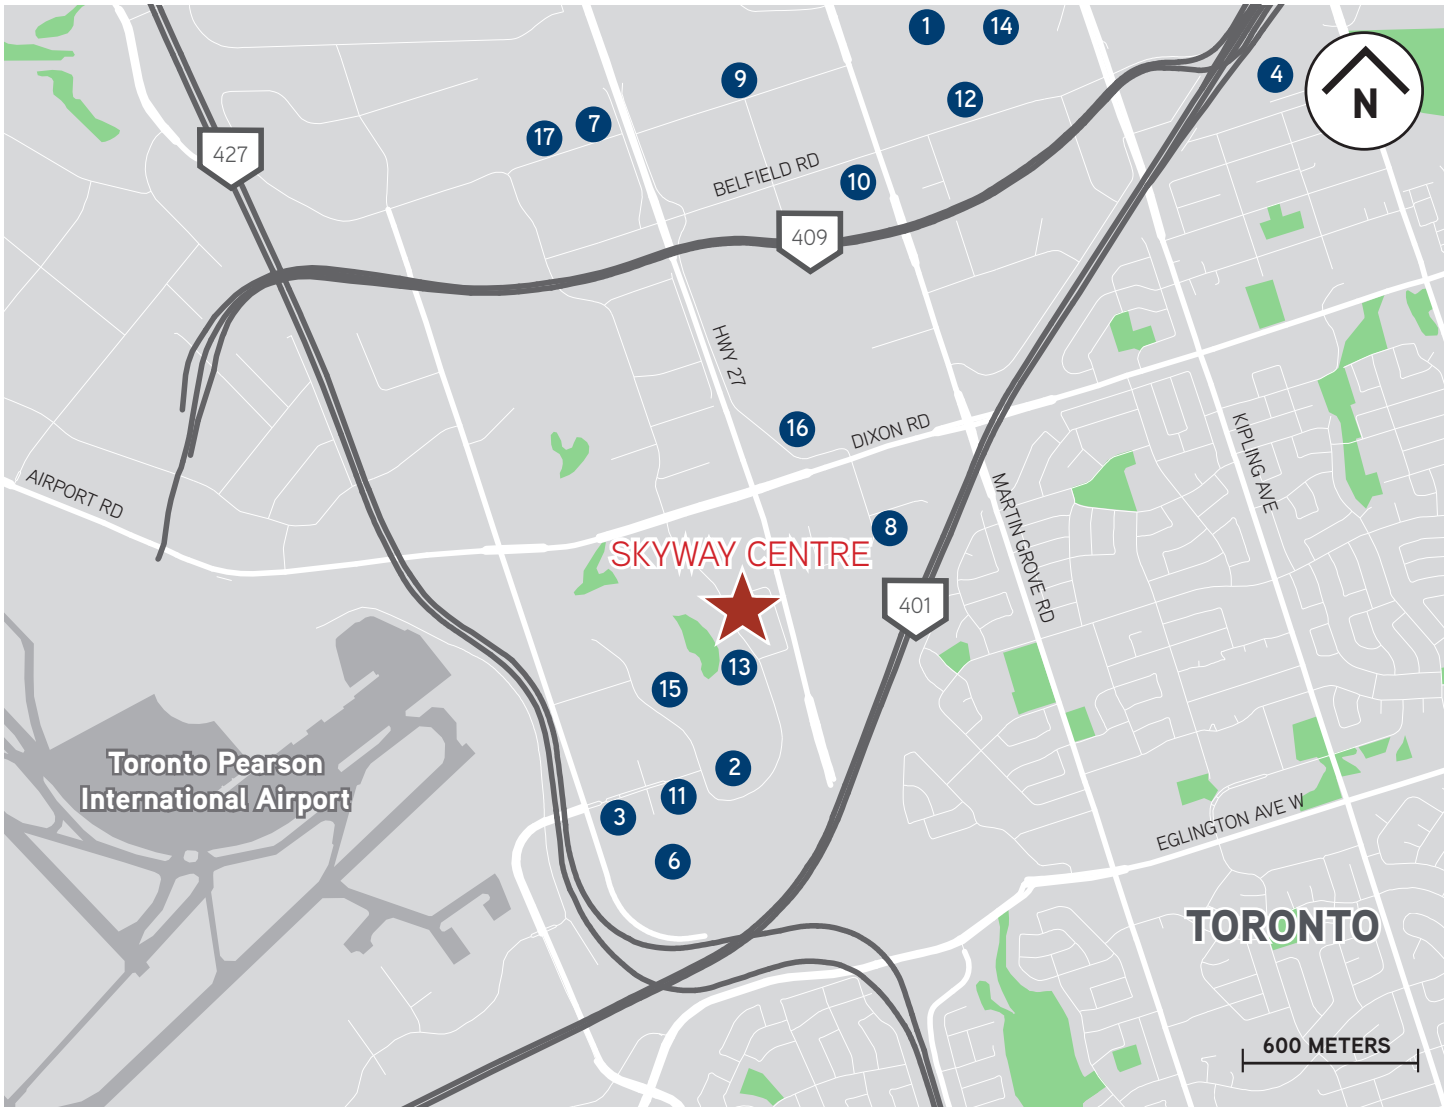 1
14
4
9
N
12
7
17
427
BELFIELD RD
10
409
HWY 27
16
DIXON RD
KIPLING AVE
AIRPORT RD
MARTIN GROVE RD
8
SKYWAY CENTRE
401
13
15
Toronto Pearson
International Airport
2
11
3
EGLINGTON AVE W
6
TORONTO
600 METERS